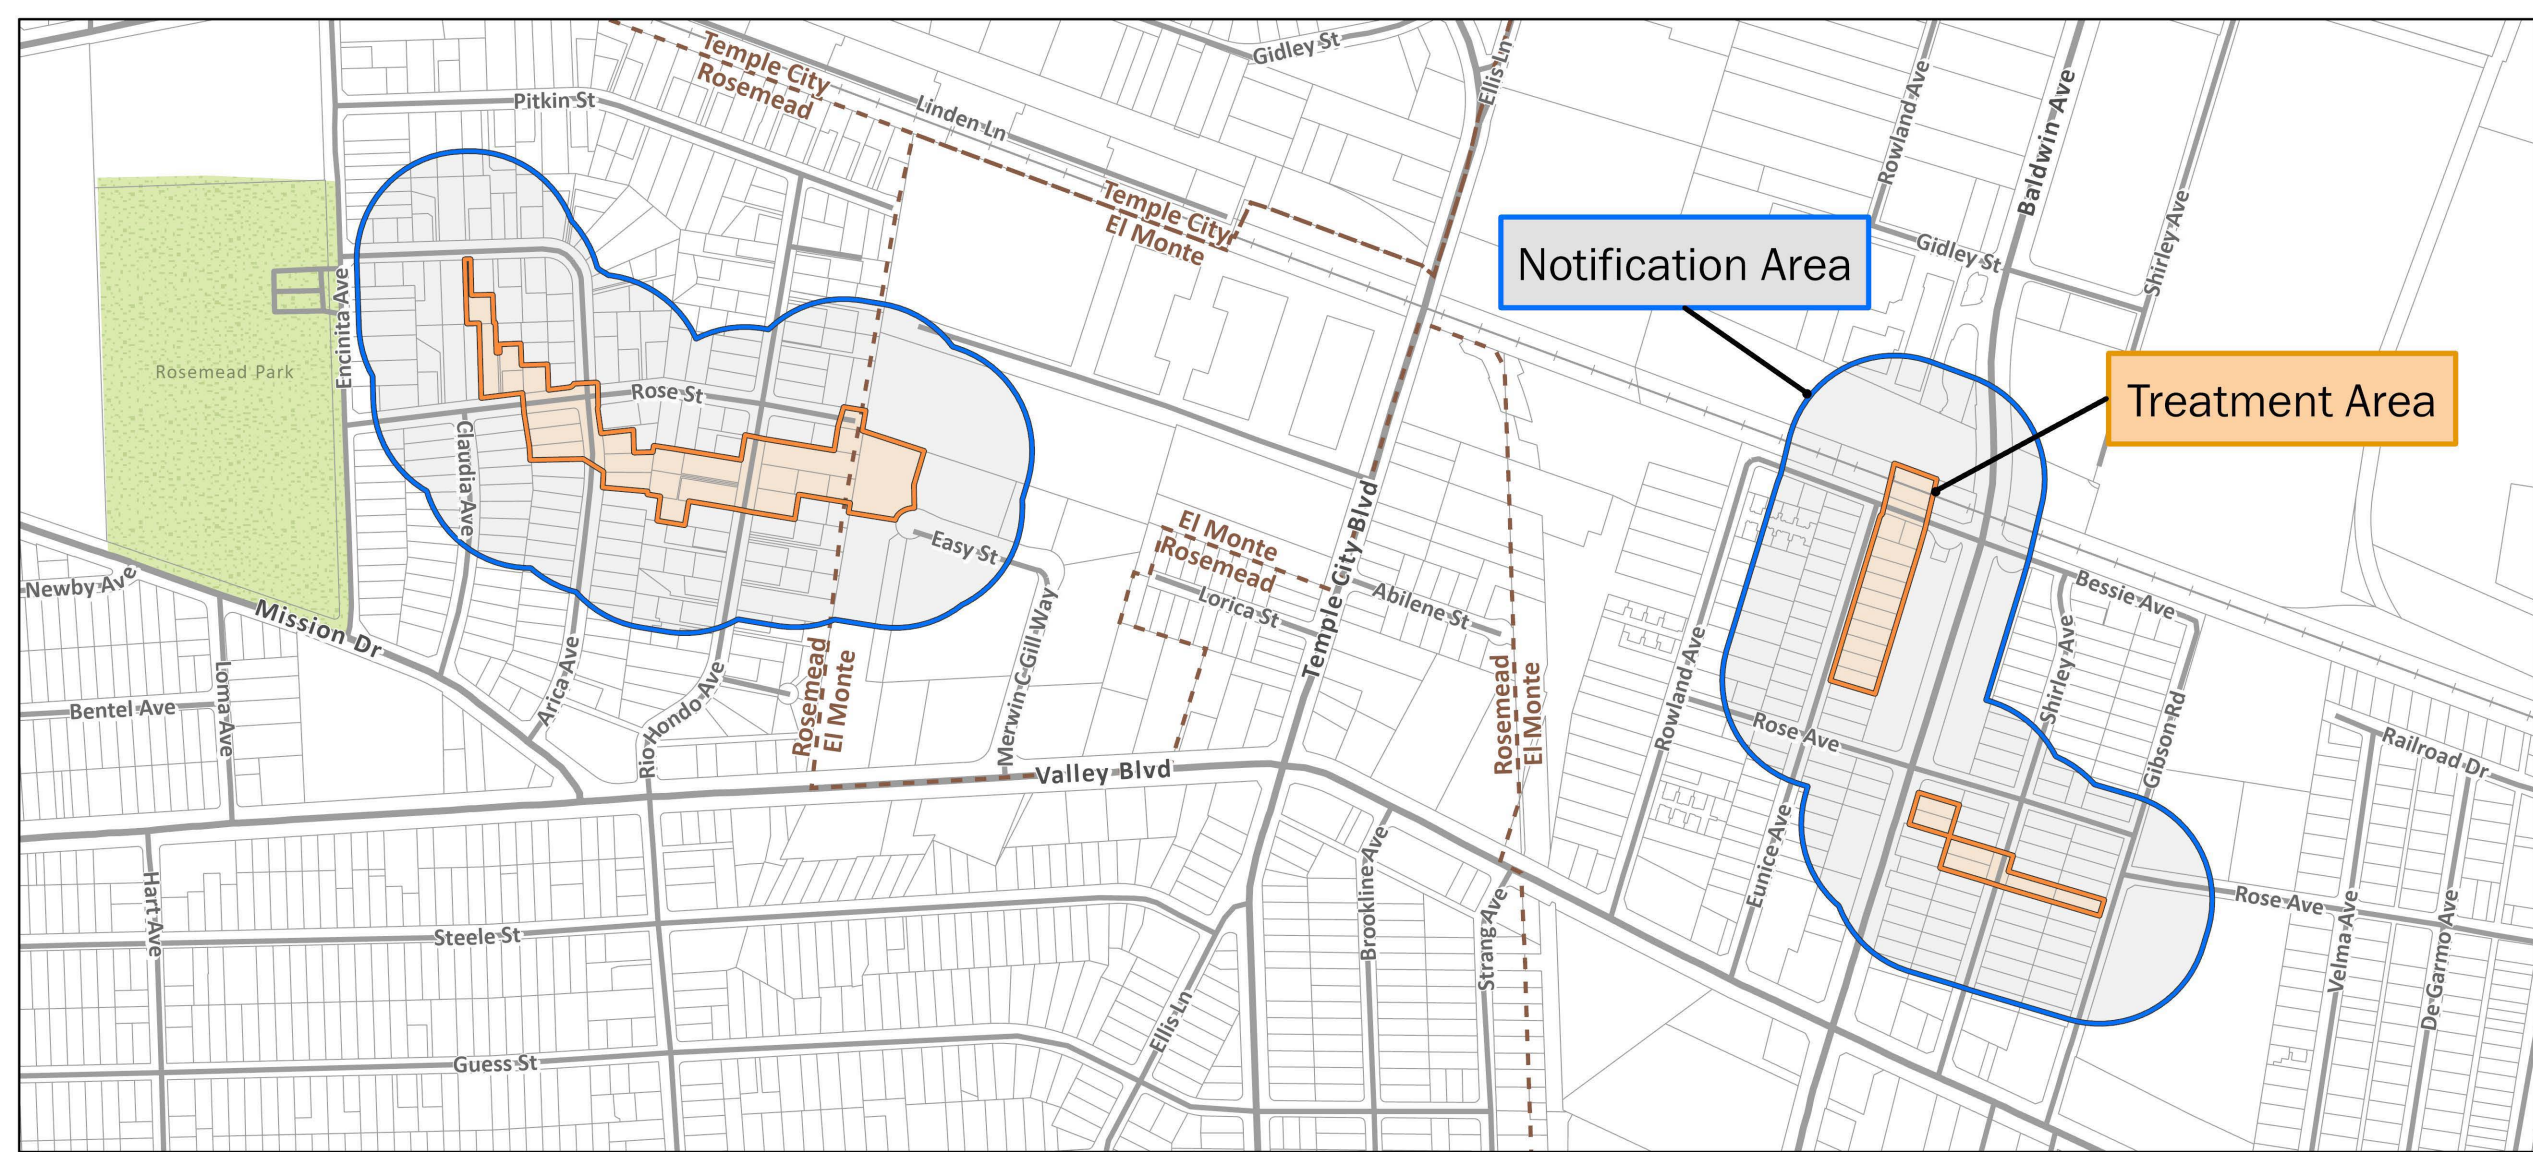 Temple City
Rosemead
Gidley St
Ellis Ln
Pitkin St
Linden Ln
Rowland Ave
Baldwin Ave
Shirley Ave
Temple City
El Monte
Notification Area
Gidley St
Encinita Ave
Rosemead Park
Treatment Area
Rose St
Claudia Ave
Easy St
El Monte
Rosemead
Temple City Blvd
Lorica St
Abilene St
Bessie Ave
Newby Ave
Mission Dr
Loma Ave
Bentel Ave
Arica Ave
Rio Hondo Ave
Rosemead
El Monte
Merwin C Gill Way
Valley Blvd
Rosemead
El Monte
Rowland Ave
Rose Ave
Shirley Ave
Gibson Rd
Railroad Dr
Hart Ave
Steele St
Guess St
Ellis Ln
Brookline Ave
Strang Ave
Eunice Ave
Rose Ave
Velma Ave
De Garmo Ave